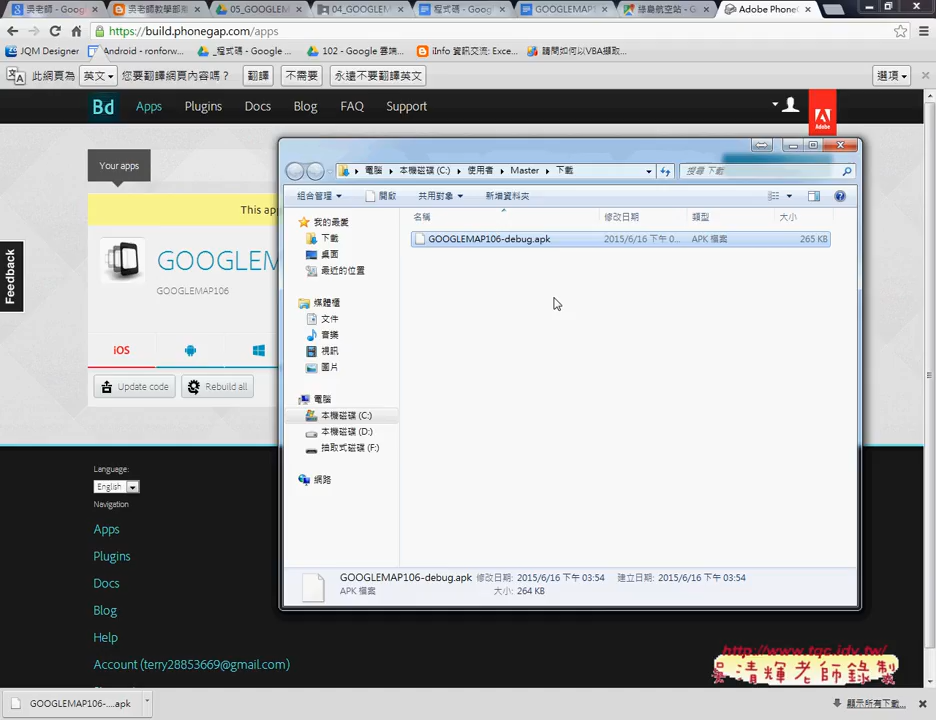 吳老師 - Goog
吳老師教學部
05_GOOGLEM
04_GOOGLEM
程式碼 - Goog
GOOGLEMAP1
綠島航空站 - G
Adobe PhoneG
https://build.phonegap.com/apps
JQM Designer
Android - ronforw...
_程式碼 - Google ...
102 - Google 雲端...
iInfo 資訊交流: Exce...
請問如何以VBA擷取...
此網頁為
英文
您要翻譯網頁內容嗎？
翻譯
不需要
永遠不要翻譯英文
選項
Bd
Apps
Plugins
Docs
Blog
FAQ
Support
Adobe
Your apps
This ap
GOOGLEM
GOOGLEMAP106
iOS
Update code
Rebuild all
Feedback
電腦
本機磁碟 (C:)
使用者
Master
下載
搜尋 下載
組合管理
開啟
共用對象
新增資料夾
名稱
修改日期
類型
大小
GOOGLEMAP106-debug.apk
2015/6/16 下午 0...
APK 檔案
265 KB
我的最愛
下載
桌面
最近的位置
媒體櫃
文件
音樂
視訊
圖片
電腦
本機磁碟 (C:)
本機磁碟 (D:)
抽取式磁碟 (F:)
網路
GOOGLEMAP106-debug.apk 修改日期: 2015/6/16 下午 03:54 建立日期: 2015/6/16 下午 03:54
APK 檔案 大小: 264 KB
Language:
English
Navigation
Apps
Plugins
Docs
Blog
Help
Account (terry28853669@gmail.com)
http://www.tqc.idv.tw/
吳清輝老師錄製
GOOGLEMAP106-....apk
顯示所有下載...